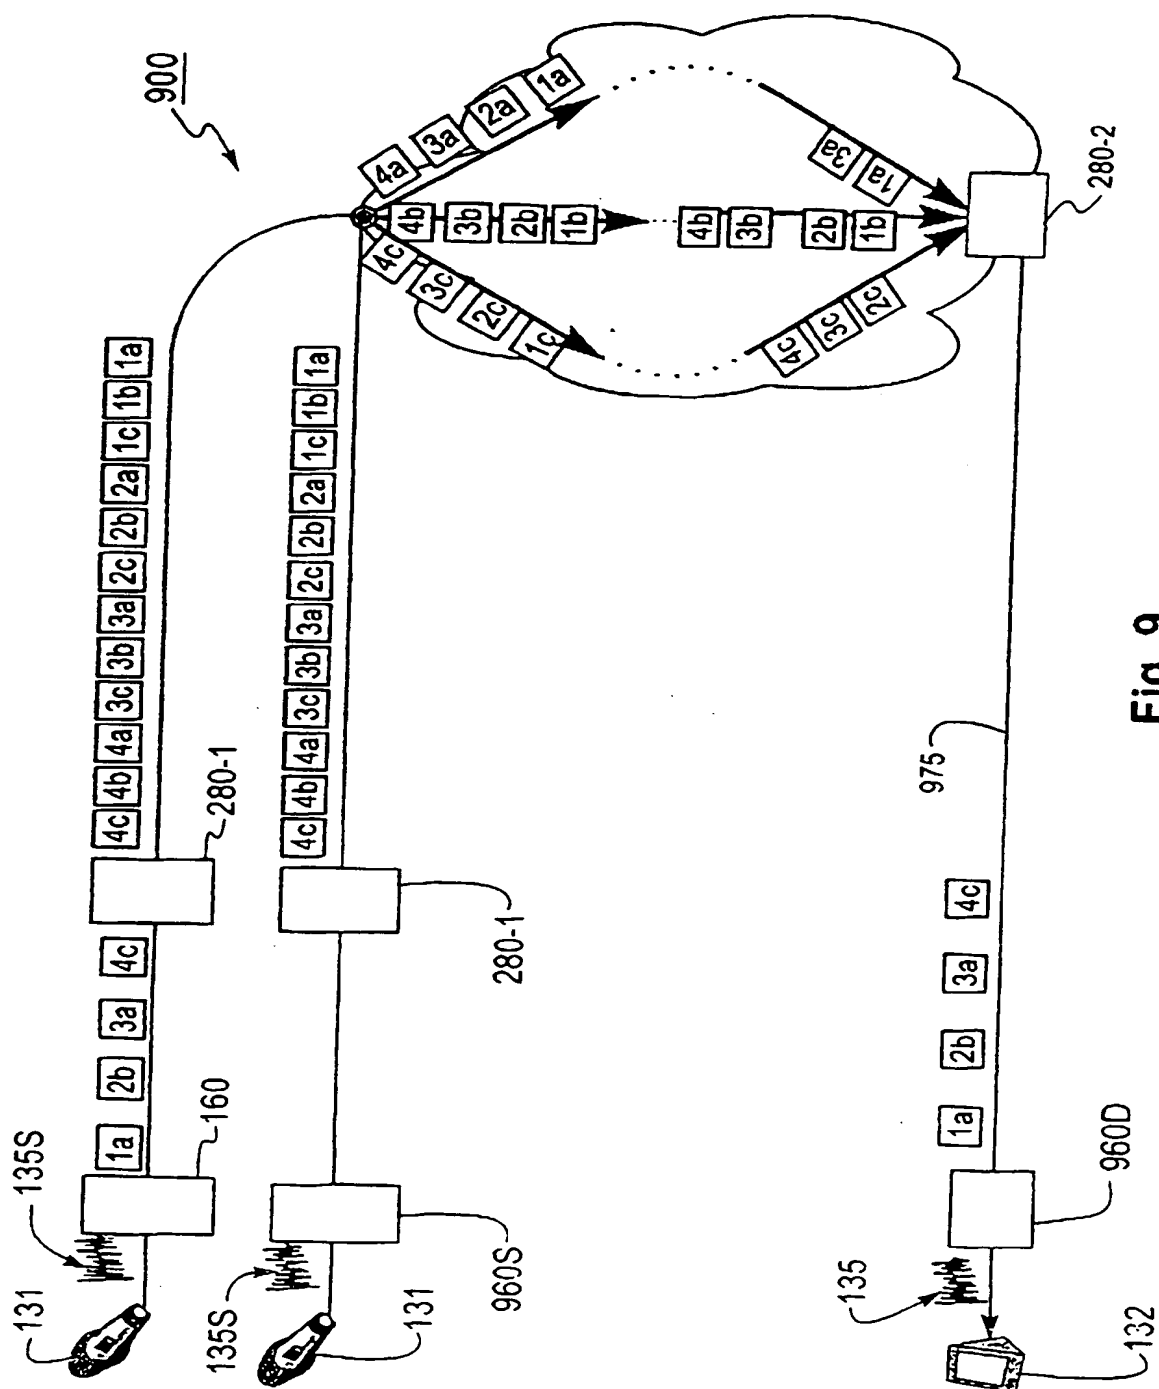 900
131
135S
160
1a 2b 3a 4c
280-1
4c 4b 4a 3c 3b 3a 2c 2b 2a 1c 1b 1a
131
135S
960S
280-1
4c 4b 4a 3c 3b 3a 2c 2b 2a 1c 1b 1a
4a 3a 2a 1a
4b 3b 2b 1b
4c 3c 2c 1c
3a 1a
4b 3b 2b 1b
4c 3c 2c
280-2
975
1a 2b 3a 4c
960D
135
132
Fig. 9